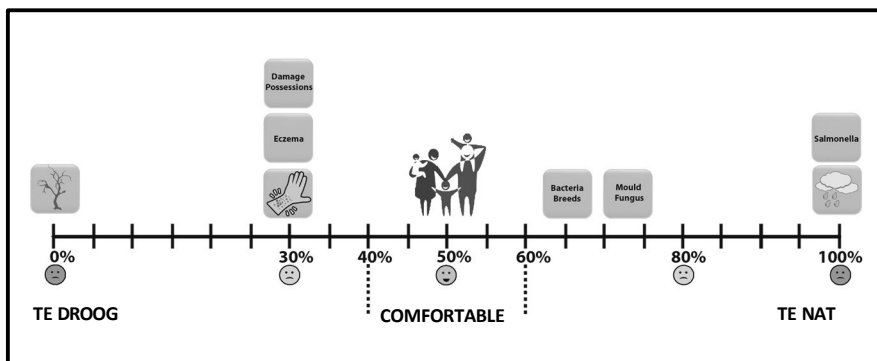 Damage
Possessions
Eczema
Salmonella
Bacteria
Breeds
Mould
Fungus
0% 30% 40% 50% 60% 80% 100%
TE DROOG COMFORTABLE TE NAT